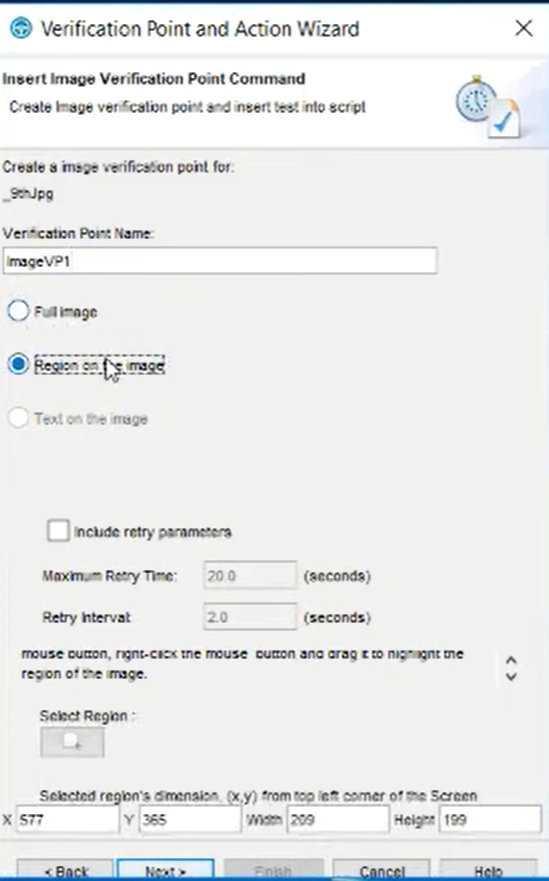 Verification Point and Action Wizard
Insert Image Verification Point Command
Create Image verification point and insert test into script
Create a image verification point for:
_9thJpg
Verification Point Name:
ImageVP1
Full image
Region on the image
Text on the image
Include retry parameters
Maximum Retry Time: 20.0 (seconds)
Retry Interval: 2.0 (seconds)
mouse button, right-click the mouse button and drag it to highlight the
region of the image.
Select Region :
Selected region's dimension, (x,y) from top left corner of the Screen
X 577 Y 365 Width 209 Height 199
< Back Next > Finish Cancel Help